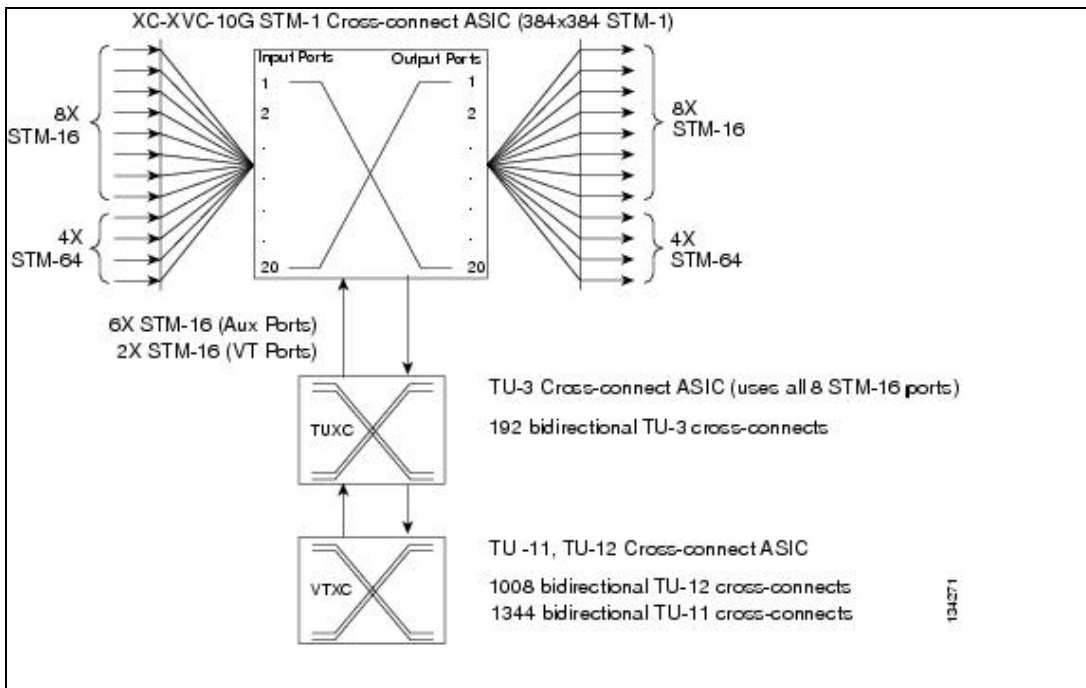 XC-XVC-10G STM-1 Cross-connect ASIC (384x384 STM-1)
Input Ports
Output Ports
1
1
2
2
.
.
.
.
.
.
.
.
20
20
8X
STM-16
4X
STM-64
8X
STM-16
4X
STM-64
6X STM-16 (Aux Ports)
2X STM-16 (VT Ports)
TUXC
TU-3 Cross-connect ASIC (uses all 8 STM-16 ports)
192 bidirectional TU-3 cross-connects
VTXC
TU -11, TU-12 Cross-connect ASIC
1008 bidirectional TU-12 cross-connects
1344 bidirectional TU-11 cross-connects
134271